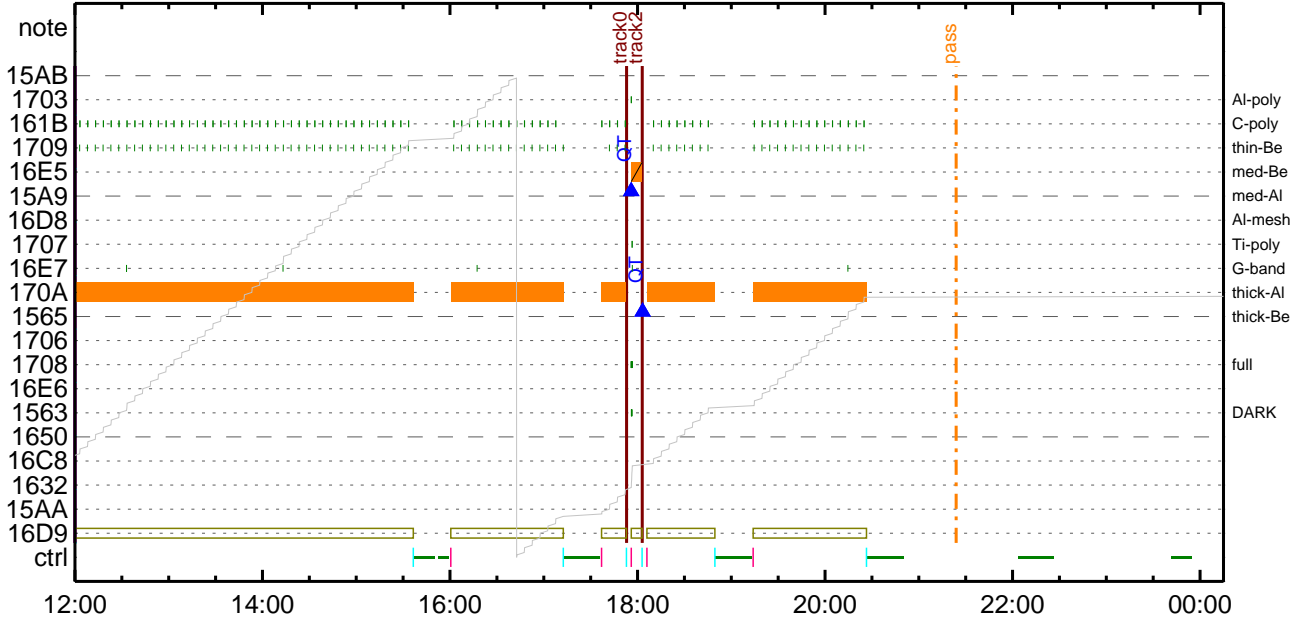 note
track0
track2
pass
15AB
1703 Al-poly
161B C-poly
1709 thin-Be
QT
16E5 med-Be
15A9 med-Al
16D8 Al-mesh
1707 Ti-poly
16E7 G-band
CT
170A thick-Al
1565 thick-Be
1706
1708 full
16E6
1563 DARK
1650
16C8
1632
15AA
16D9
ctrl
12:00 14:00 16:00 18:00 20:00 22:00 00:00